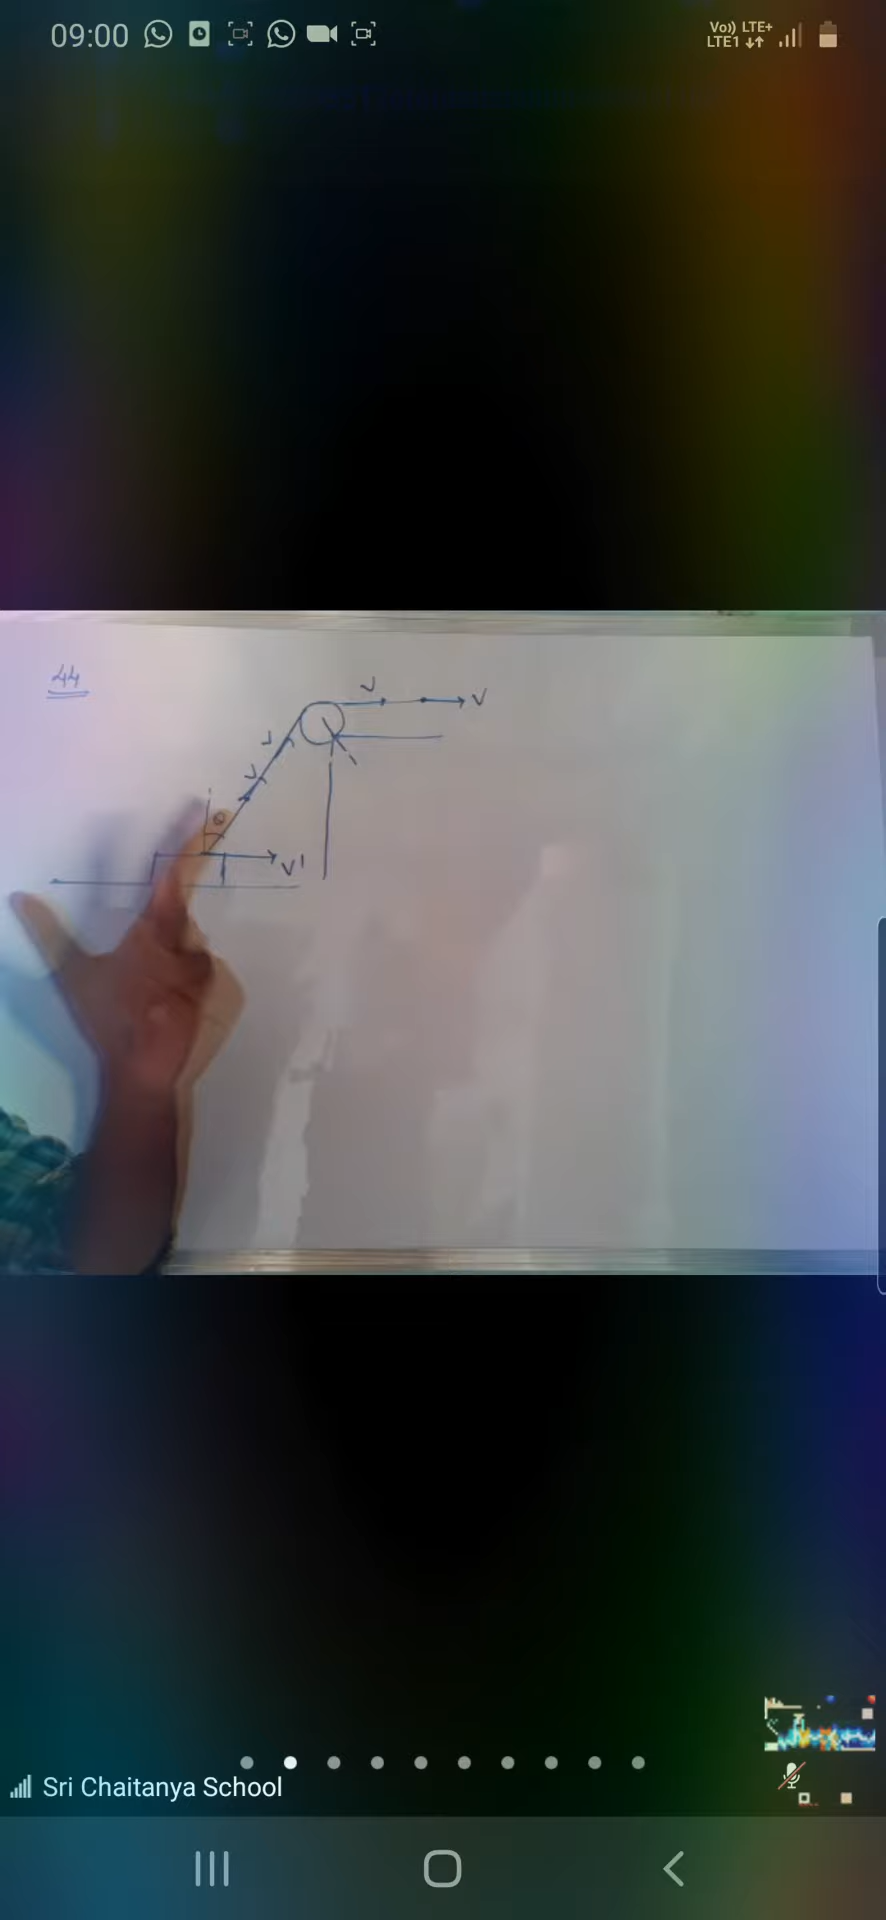 09:00
Vo)) LTE+
LTE1
44
V
V
V
V
θ
V'
Sri Chaitanya School